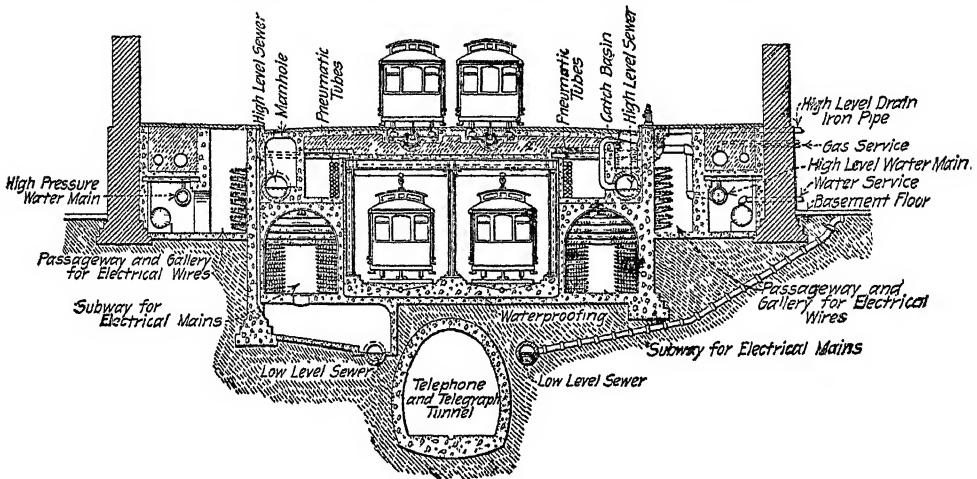 High Level Sewer
Manhole
Pneumatic
Tubes
Pneumatic
Tubes
Catch Basin
High Level Sewer
High Level Drain
Iron Pipe
Gas Service
High Level Water Main.
Water Service
Basement Floor
High Pressure
Water Main
Passageway and Gallery
for Electrical Wires
Subway for
Electrical Mains
Low Level Sewer
Telephone
and Telegraph
Tunnel
Waterproofing
Low Level Sewer
Passageway and
Gallery for Electrical
Wires
Subway for Electrical Mains